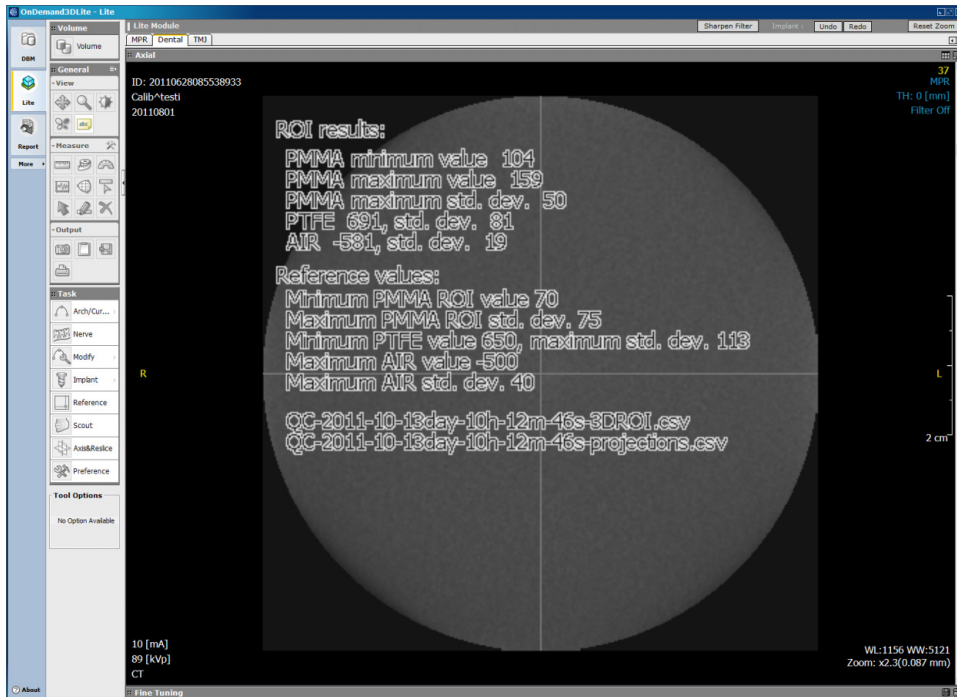 OnDemand3DLite - Lite
DBM
Lite
Report
More
Volume
Volume
General
View
abc
Measure
Output
Task
Arch/Cur...
Nerve
Modify
Implant
Reference
Scout
Axis&Reslice
Preference
Tool Options
No Option Available
About
Lite Module
Sharpen Filter
Implant :
Undo
Redo
Reset Zoom
MPR
Dental
TMJ
Axial
ID: 20110628085538933
Calib^testi
20110801
37
MPR
TH: 0 [mm]
Filter Off
ROI results:
PMMA minimum value 104
PMMA maximum value 159
PMMA maximum std. dev. 50
PTFE 691, std. dev. 81
AIR -581, std. dev. 19
Reference values:
Minimum PMMA ROI value 70
Maximum PMMA ROI std. dev. 75
Minimum PTFE value 650, maximum std. dev. 113
Maximum AIR value -500
Maximum AIR std. dev. 40
QC-2011-10-13day-10h-12m-46s-3DROI.csv
QC-2011-10-13day-10h-12m-46s-projections.csv
R
L
2 cm
10 [mA]
89 [kVp]
CT
WL:1156 WW:5121
Zoom: x2.3(0.087 mm)
Fine Tuning